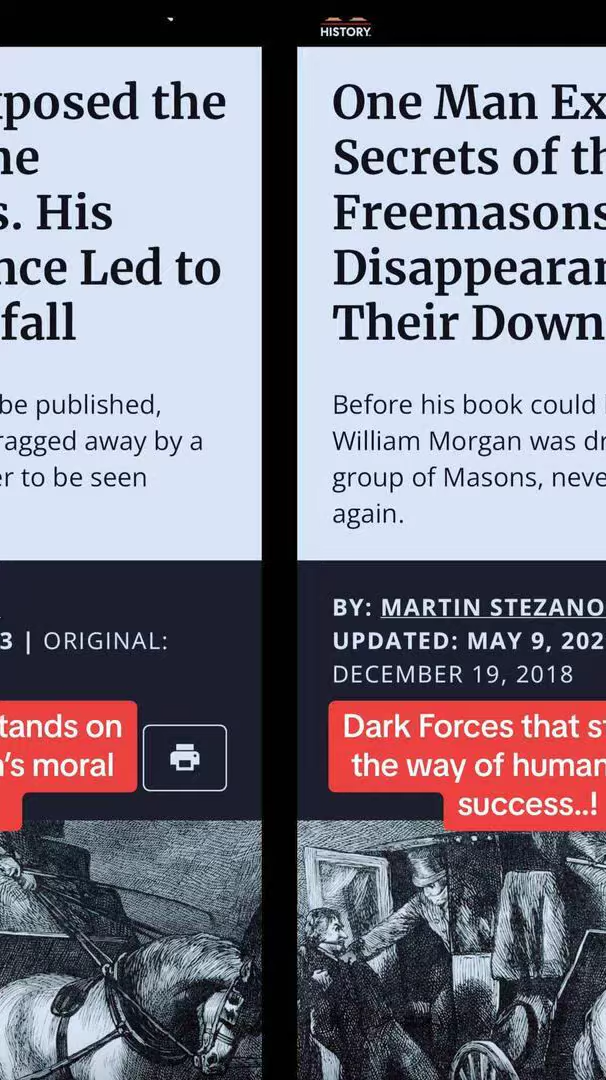 xposed the
he
s. His
nce Led to
fall
be published,
ragged away by a
er to be seen
3 | ORIGINAL:
tands on
n's moral
HISTORY.
One Man Ex
Secrets of th
Freemasons
Disappearan
Their Down
Before his book could
William Morgan was dr
group of Masons, neve
again.
BY: MARTIN STEZANO
UPDATED: MAY 9, 202
DECEMBER 19, 2018
Dark Forces that st
the way of human
success..!